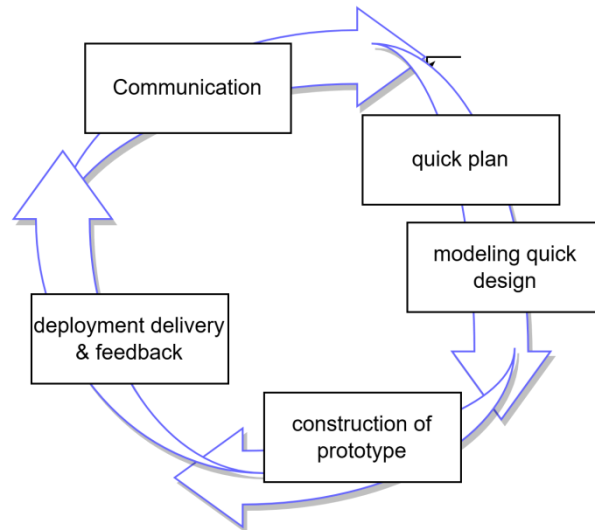 Communication
quick plan
modeling quick
design
construction of
prototype
deployment delivery
& feedback